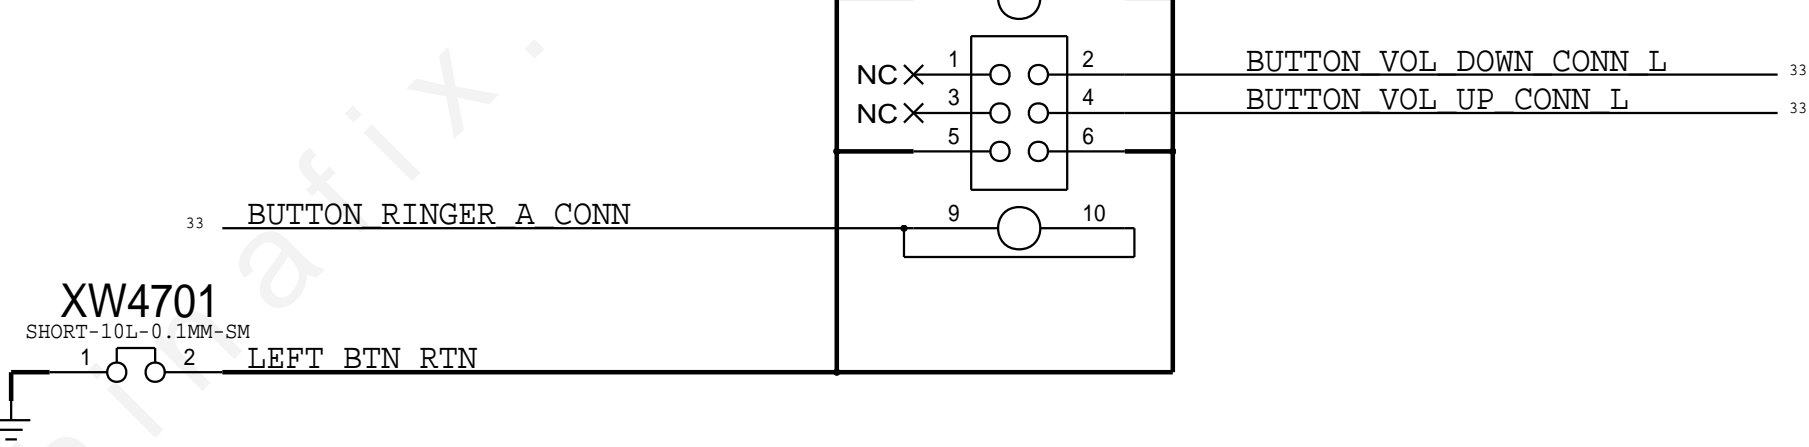 1 2 BUTTON_VOL_DOWN_CONN_L 33
NC
3 4 BUTTON_VOL_UP_CONN_L 33
NC
5 6
33 BUTTON_RINGER_A_CONN 9 10
XW4701
SHORT-10L-0.1MM-SM
1 2 LEFT_BTN_RTN